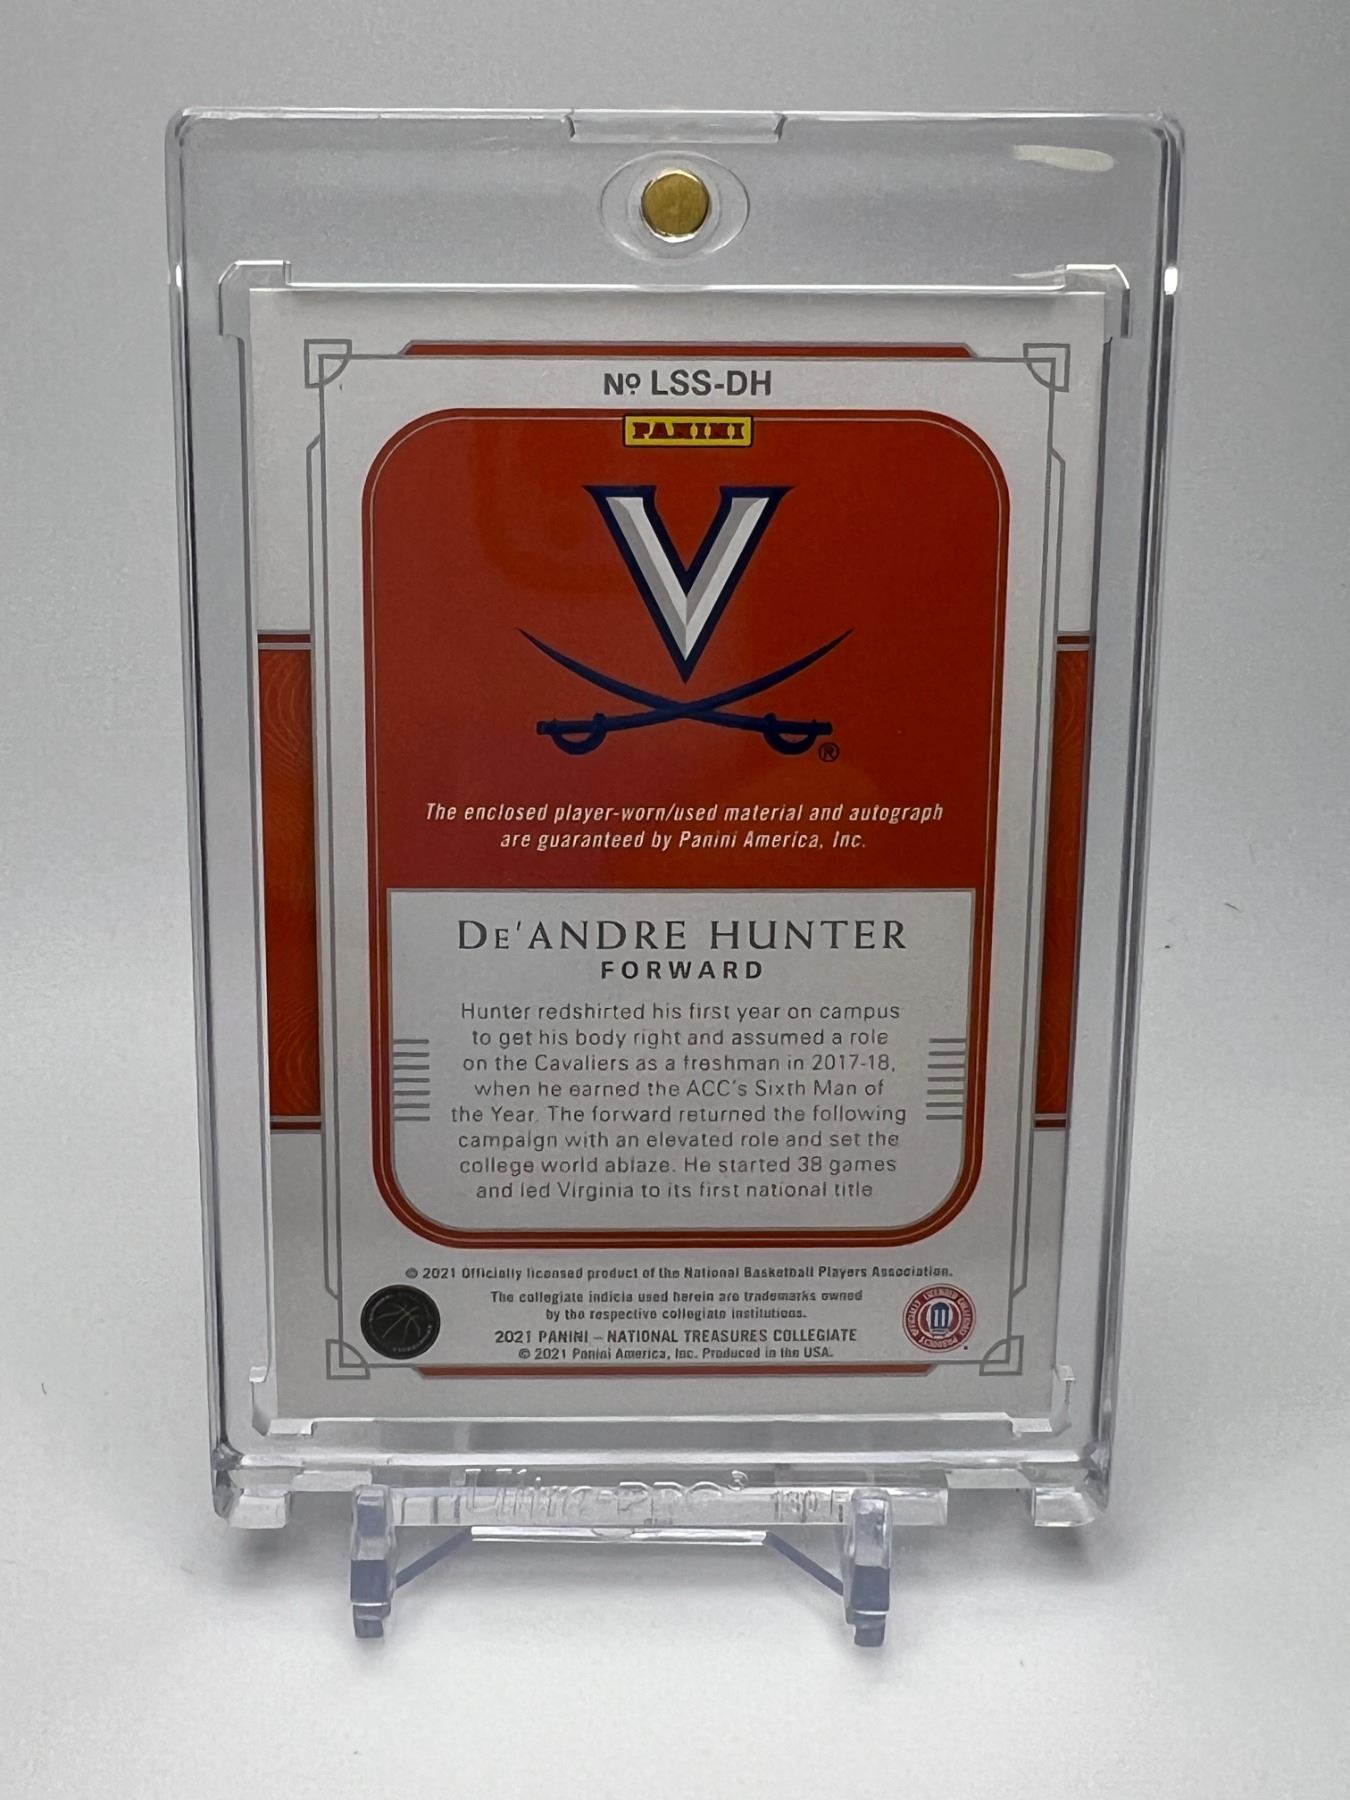 Nº LSS-DH
PANINI
V
®
The enclosed player-worn/used material and autograph
are guaranteed by Panini America, Inc.
DE'ANDRE HUNTER
FORWARD
Hunter redshirted his first year on campus
to get his body right and assumed a role
on the Cavaliers as a freshman in 2017-18,
when he earned the ACC's Sixth Man of
the Year. The forward returned the following
campaign with an elevated role and set the
college world ablaze. He started 38 games
and led Virginia to its first national title
© 2021 Officially licensed product of the National Basketball Players Association.
The collegiate indicia used herein are trademarks owned
by the respective collegiate institutions.
2021 PANINI – NATIONAL TREASURES COLLEGIATE
© 2021 Panini America, Inc. Produced in the USA.
OFFICIALLY LICENSED COLLEGIATE PRODUCTS
Ultra-PRO